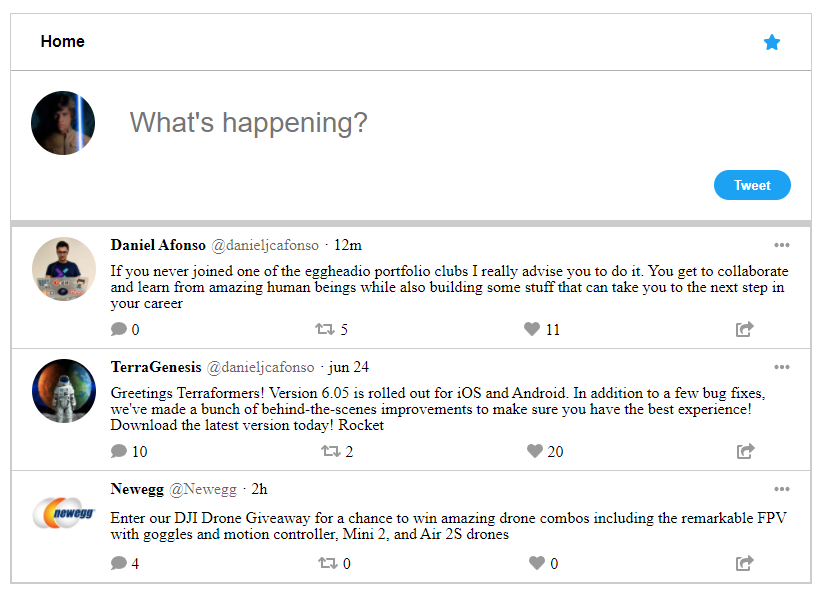 Home
What's happening?
Tweet
Daniel Afonso @danieljcafonso · 12m
If you never joined one of the eggheadio portfolio clubs I really advise you to do it. You get to collaborate
and learn from amazing human beings while also building some stuff that can take you to the next step in
your career
0 5 11
TerraGenesis @danieljcafonso · jun 24
Greetings Terraformers! Version 6.05 is rolled out for iOS and Android. In addition to a few bug fixes,
we've made a bunch of behind-the-scenes improvements to make sure you have the best experience!
Download the latest version today! Rocket
10 2 20
newegg
Newegg @Newegg · 2h
Enter our DJI Drone Giveaway for a chance to win amazing drone combos including the remarkable FPV
with goggles and motion controller, Mini 2, and Air 2S drones
4 0 0